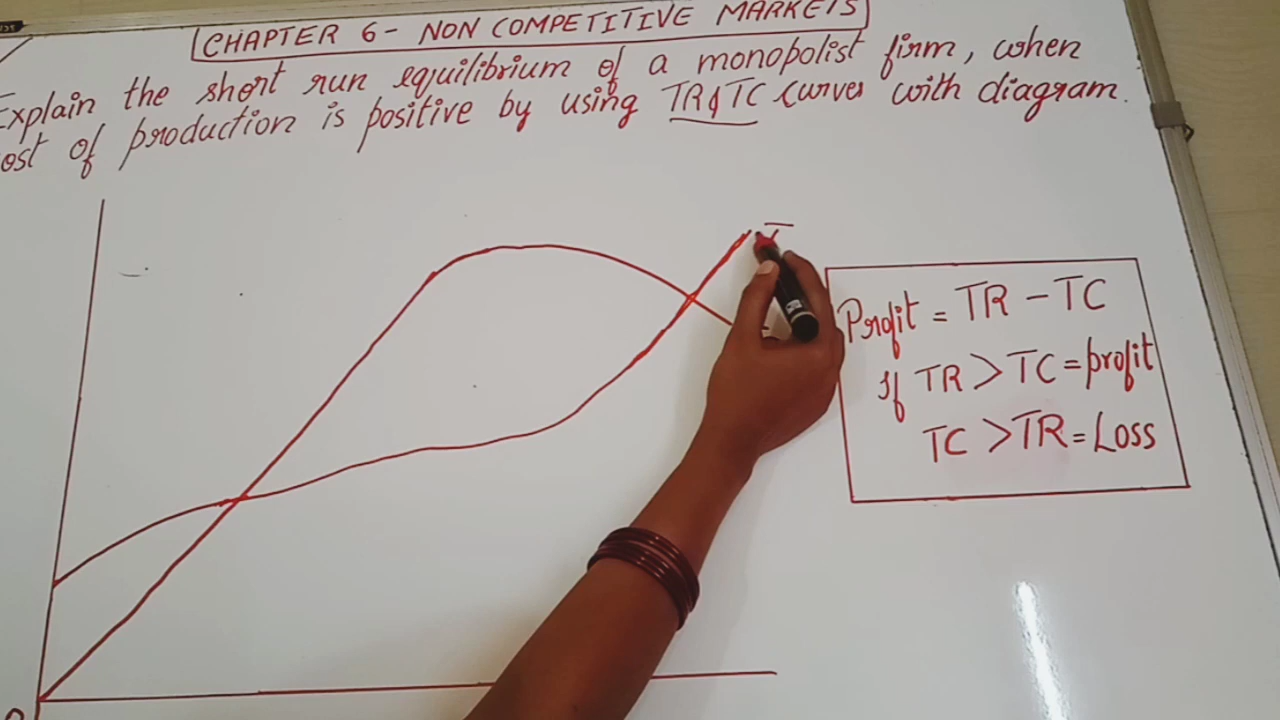 CHAPTER 6 - NON COMPETITIVE MARKETS
Explain the short run equilibrium of a monopolist firm, when
ost of production is positive by using TR & TC curves with diagram.
T
Profit = TR - TC
If TR > TC = profit
TC > TR = Loss
O